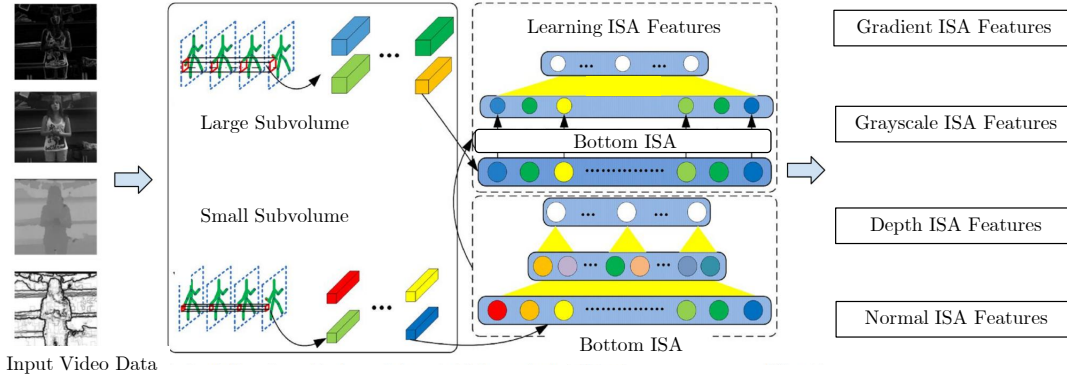 Input Video Data
Large Subvolume
Small Subvolume
Learning ISA Features
Bottom ISA
Bottom ISA
Gradient ISA Features
Grayscale ISA Features
Depth ISA Features
Normal ISA Features